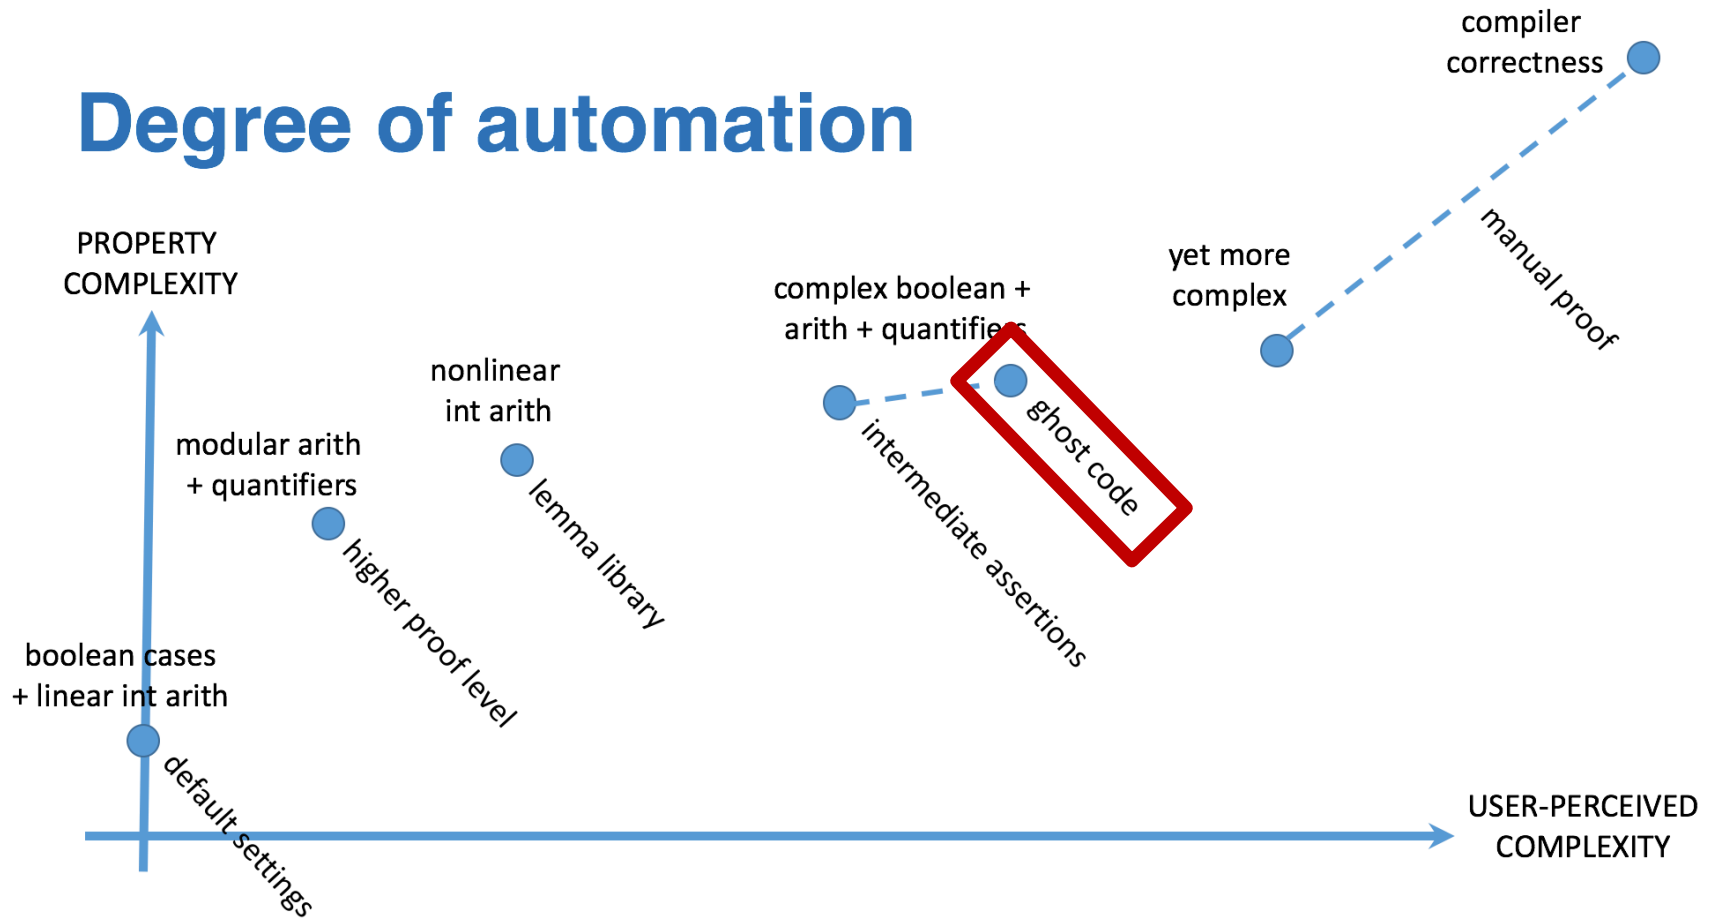 compiler
correctness
Degree of automation
PROPERTY
COMPLEXITY
yet more
complex
manual proof
complex boolean +
arith + quantifiers
nonlinear
int arith
ghost code
modular arith
+ quantifiers
intermediate assertions
lemma library
higher proof level
boolean cases
+ linear int arith
default settings
USER-PERCEIVED
COMPLEXITY